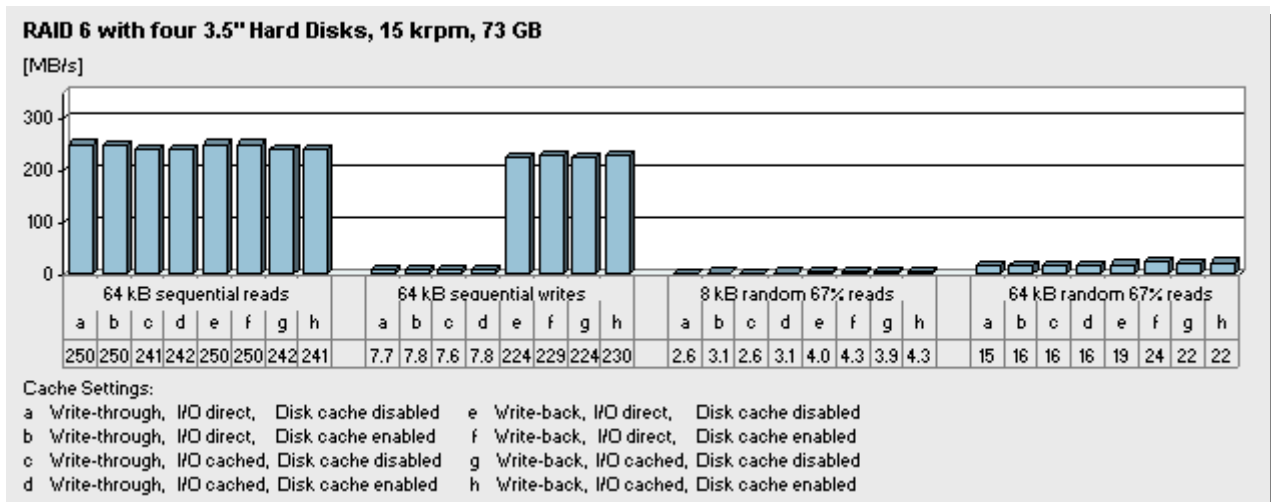 RAID 6 with four 3.5" Hard Disks, 15 krpm, 73 GB
[MB/s]
300
200
100
0
64 kB sequential reads 64 kB sequential writes 8 kB random 67% reads 64 kB random 67% reads
a b c d e f g h a b c d e f g h a b c d e f g h a b c d e f g h
250 250 241 242 250 250 242 241 7.7 7.8 7.6 7.8 224 229 224 230 2.6 3.1 2.6 3.1 4.0 4.3 3.9 4.3 15 16 16 16 19 24 22 22
Cache Settings:
a Write-through, I/O direct, Disk cache disabled e Write-back, I/O direct, Disk cache disabled
b Write-through, I/O direct, Disk cache enabled f Write-back, I/O direct, Disk cache enabled
c Write-through, I/O cached, Disk cache disabled g Write-back, I/O cached, Disk cache disabled
d Write-through, I/O cached, Disk cache enabled h Write-back, I/O cached, Disk cache enabled